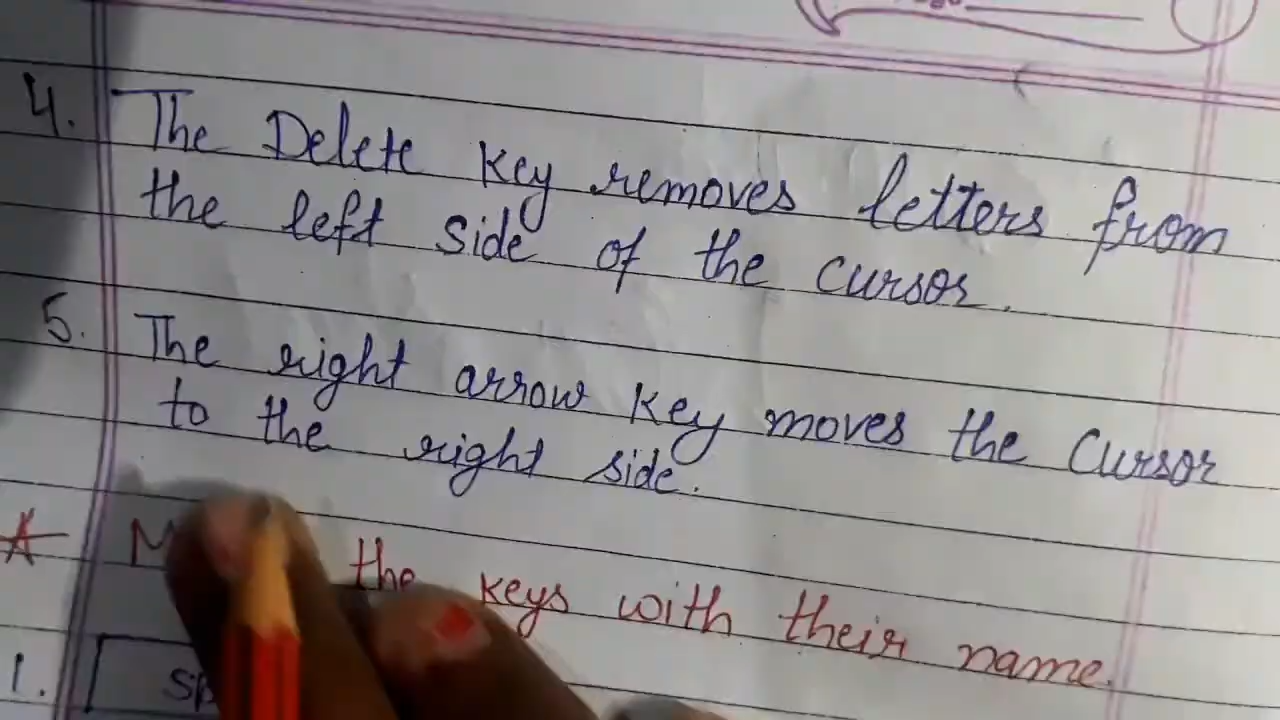 4. The Delete key removes letters from
the left side of the cursor.
5. The right arrow key moves the Cursor
to the right side.
the keys with their name.
1.